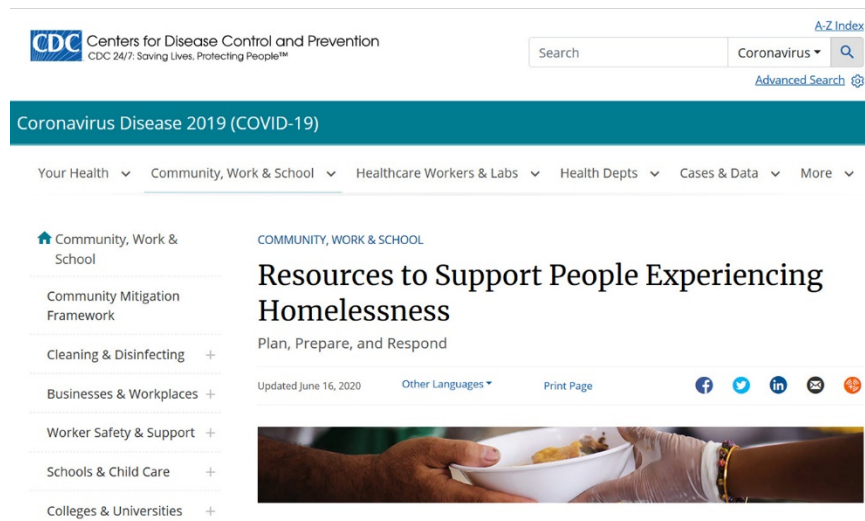 A-Z Index
CDC
Centers for Disease Control and Prevention
CDC 24/7: Saving Lives, Protecting People™
Search
Coronavirus
Advanced Search
Coronavirus Disease 2019 (COVID-19)
Your Health
Community, Work & School
Healthcare Workers & Labs
Health Depts
Cases & Data
More
Community, Work &
School
Community Mitigation
Framework
Cleaning & Disinfecting
Businesses & Workplaces
Worker Safety & Support
Schools & Child Care
Colleges & Universities
COMMUNITY, WORK & SCHOOL
Resources to Support People Experiencing
Homelessness
Plan, Prepare, and Respond
Updated June 16, 2020
Other Languages
Print Page